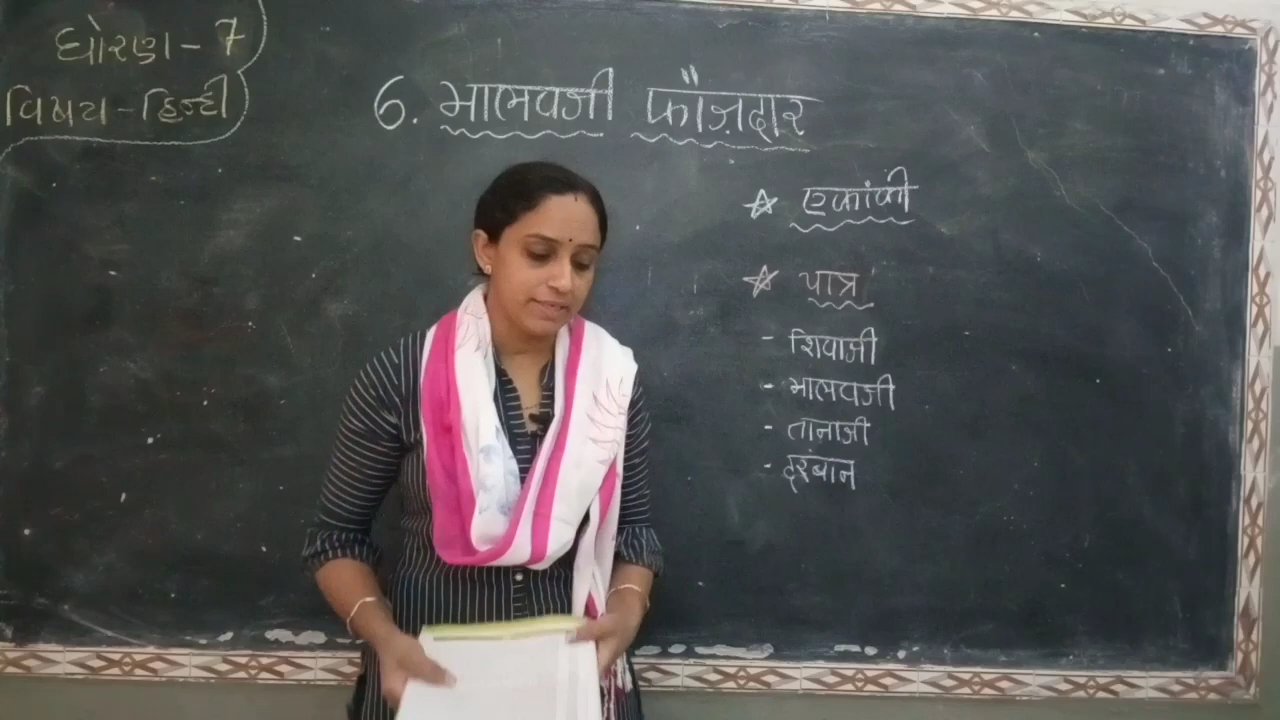 ધોરણ - 7
વિષય - હિન્દી
6. मालवजी फौज़दार
☆ एकांकी
☆ पात्र
- शिवाजी
- मालवजी
- तानाजी
- दरबान